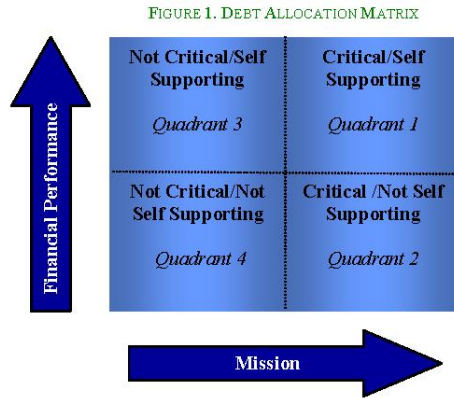 FIGURE 1. DEBT ALLOCATION MATRIX
Financial Performance
Not Critical/Self
Supporting
Quadrant 3
Critical/Self
Supporting
Quadrant 1
Not Critical/Not
Self Supporting
Quadrant 4
Critical /Not Self
Supporting
Quadrant 2
Mission